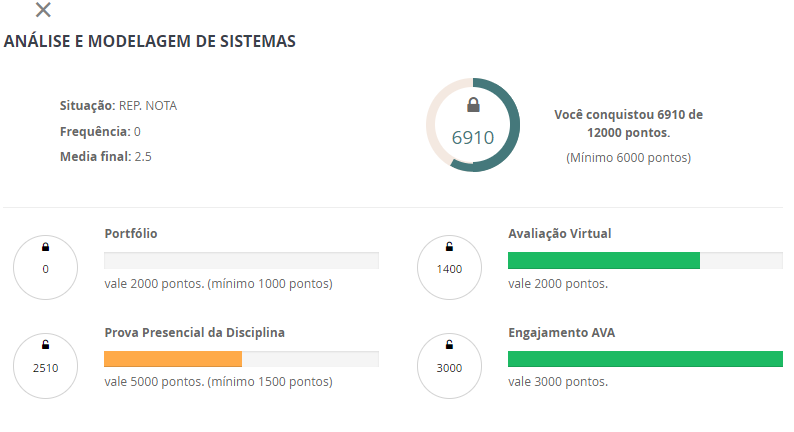 ANÁLISE E MODELAGEM DE SISTEMAS
Situação: REP. NOTA
Frequência: 0
Media final: 2.5
6910
Você conquistou 6910 de
12000 pontos.
(Mínimo 6000 pontos)
Portfólio
0
vale 2000 pontos. (mínimo 1000 pontos)
Avaliação Virtual
1400
vale 2000 pontos.
Prova Presencial da Disciplina
2510
vale 5000 pontos. (mínimo 1500 pontos)
Engajamento AVA
3000
vale 3000 pontos.